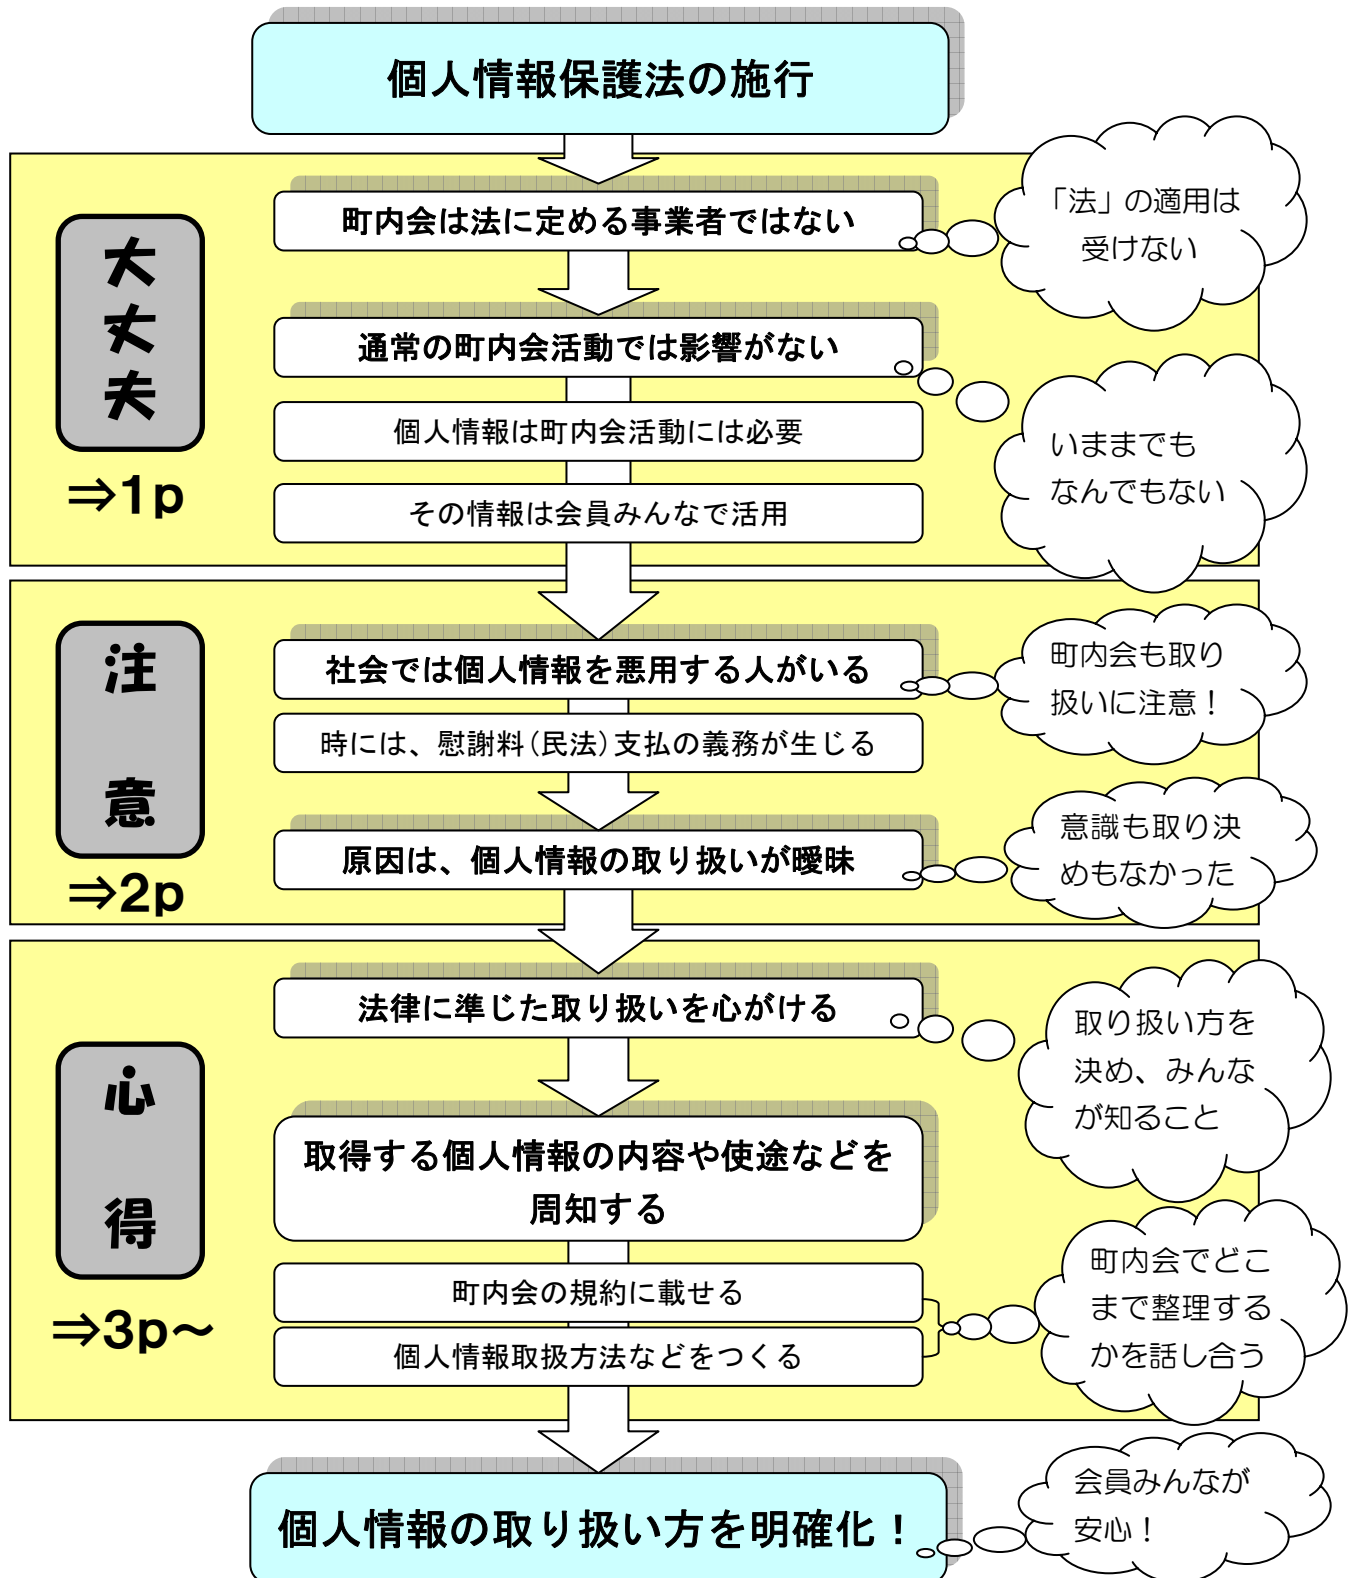 個人情報保護法の施行
大丈夫
⇒1p
町内会は法に定める事業者ではない
「法」の適用は
受けない
通常の町内会活動では影響がない
いままでも
なんでもない
個人情報は町内会活動には必要
その情報は会員みんなで活用
注意
⇒2p
社会では個人情報を悪用する人がいる
町内会も取り
扱いに注意！
時には、慰謝料(民法)支払の義務が生じる
原因は、個人情報の取り扱いが曖昧
意識も取り決
めもなかった
心得
⇒3p～
法律に準じた取り扱いを心がける
取り扱い方を
決め、みんな
が知ること
取得する個人情報の内容や使途などを
周知する
町内会の規約に載せる
個人情報取扱方法などをつくる
町内会でどこ
まで整理する
かを話し合う
個人情報の取り扱い方を明確化！
会員みんなが
安心！